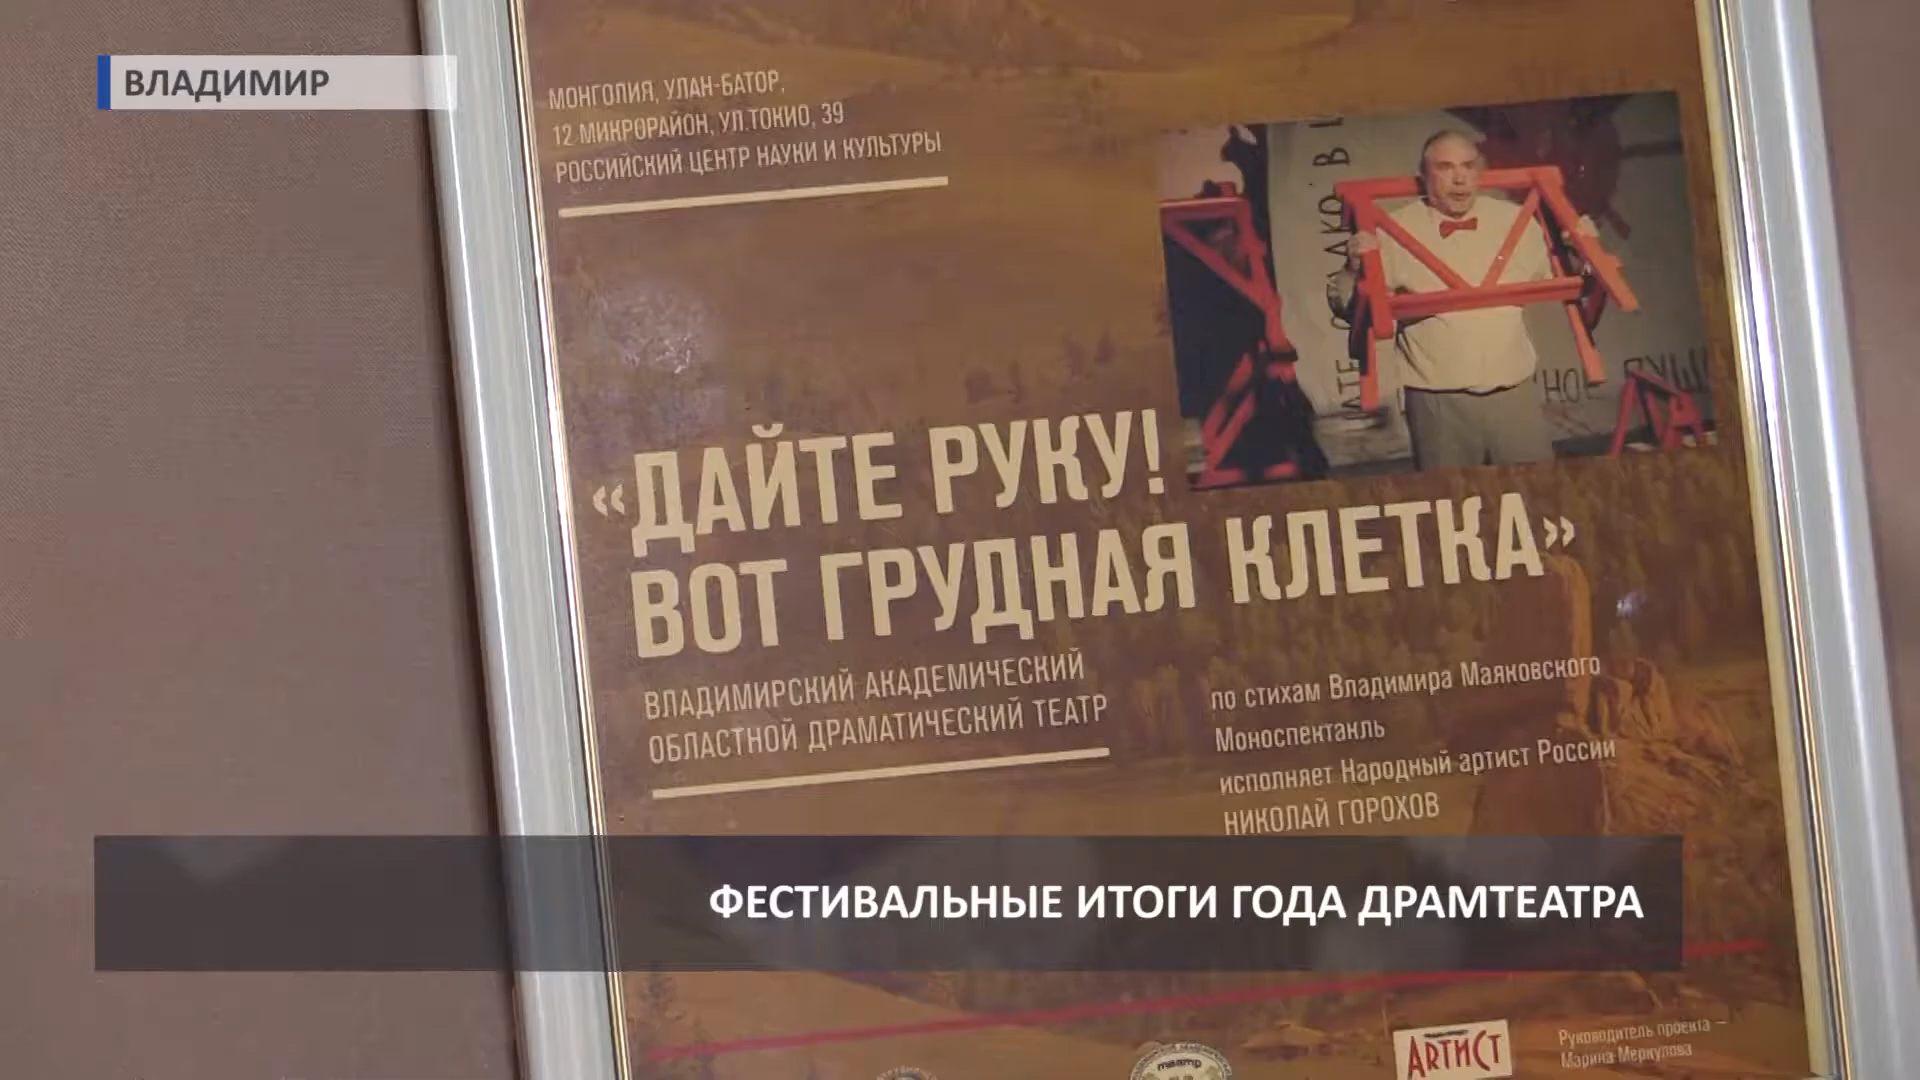 ВЛАДИМИР
МОНГОЛИЯ, УЛАН-БАТОР,
12 МИКРОРАЙОН, УЛ.ТОКИО, 39
РОССИЙСКИЙ ЦЕНТР НАУКИ И КУЛЬТУРЫ
«ДАЙТЕ РУКУ!
ВОТ ГРУДНАЯ КЛЕТКА»
ВЛАДИМИРСКИЙ АКАДЕМИЧЕСКИЙ
ОБЛАСТНОЙ ДРАМАТИЧЕСКИЙ ТЕАТР
по стихам Владимира Маяковского
Моноспектакль
исполняет Народный артист России
НИКОЛАЙ ГОРОХОВ
ФЕСТИВАЛЬНЫЕ ИТОГИ ГОДА ДРАМТЕАТРА
АРТИСТ
Руководитель проекта –
Марина Меркулова
театр